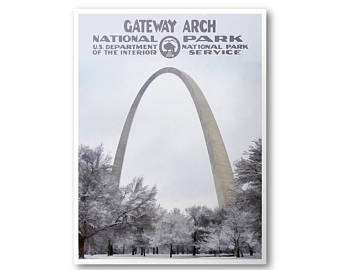 GATEWAY ARCH
NATIONAL PARK
U.S. DEPARTMENT OF THE INTERIOR
NATIONAL PARK SERVICE